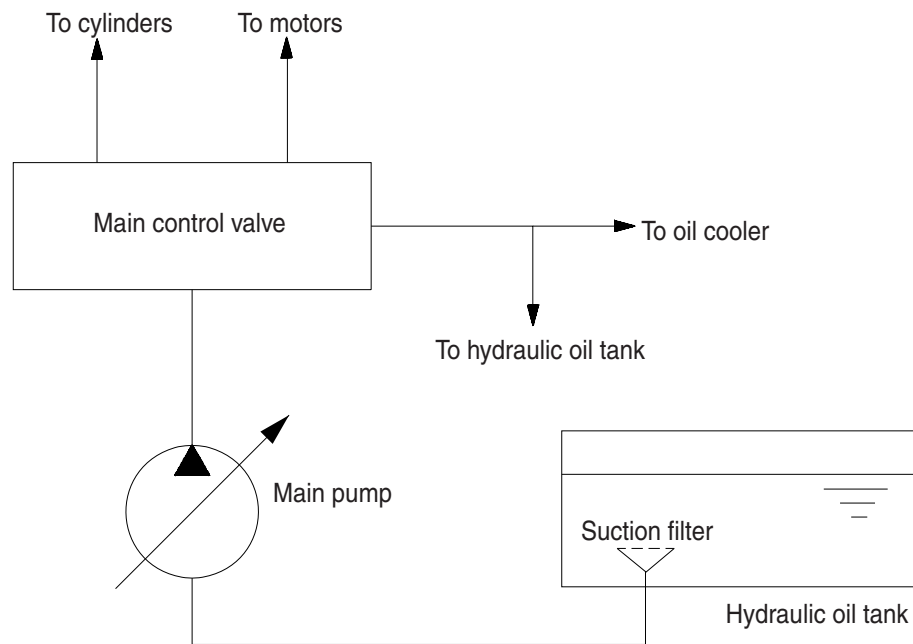 To cylinders
To motors
Main control valve
To oil cooler
To hydraulic oil tank
Main pump
Suction filter
Hydraulic oil tank